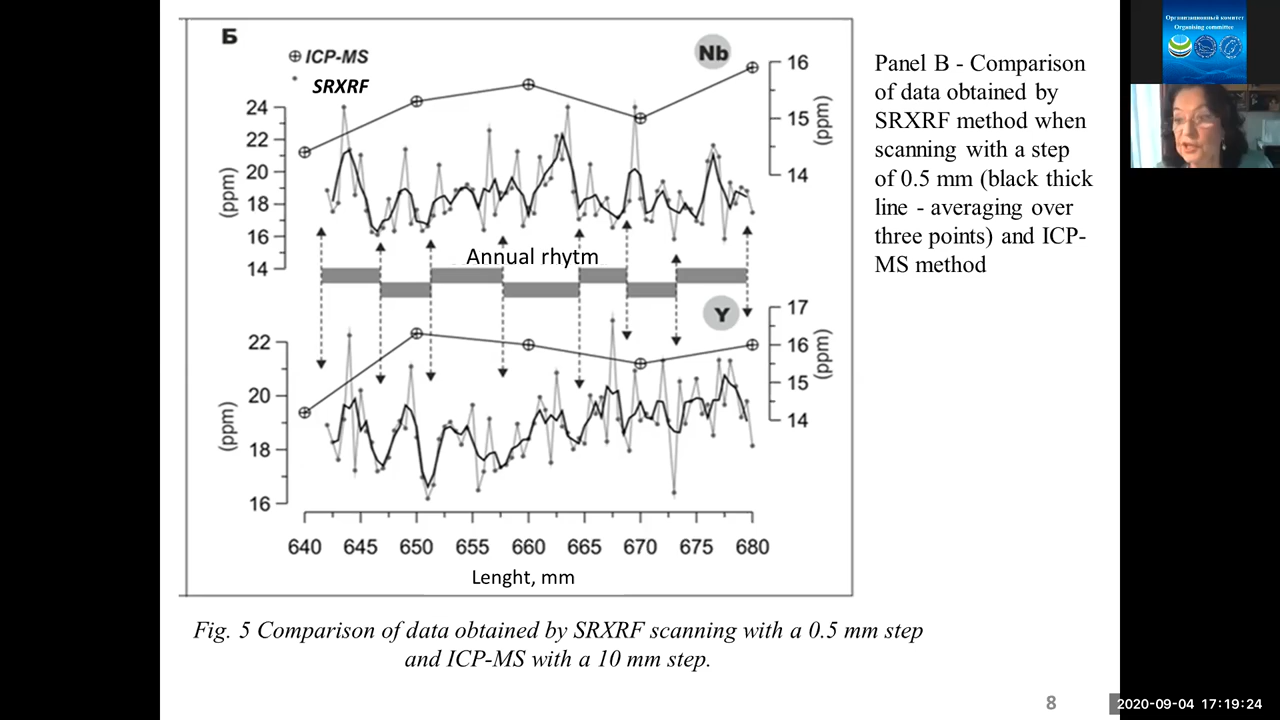 Б
ICP-MS
SRXRF
Nb
16
15
14
(ppm)
24
22
20
18
16
14
(ppm)
Annual rhytm
Y
17
16
15
14
(ppm)
22
20
18
16
(ppm)
640 645 650 655 660 665 670 675 680
Lenght, mm
Panel B - Comparison
of data obtained by
SRXRF method when
scanning with a step
of 0.5 mm (black thick
line - averaging over
three points) and ICP-
MS method
Fig. 5 Comparison of data obtained by SRXRF scanning with a 0.5 mm step
and ICP-MS with a 10 mm step.
8
Организационный комитет
Organising committee
2020-09-04 17:19:24